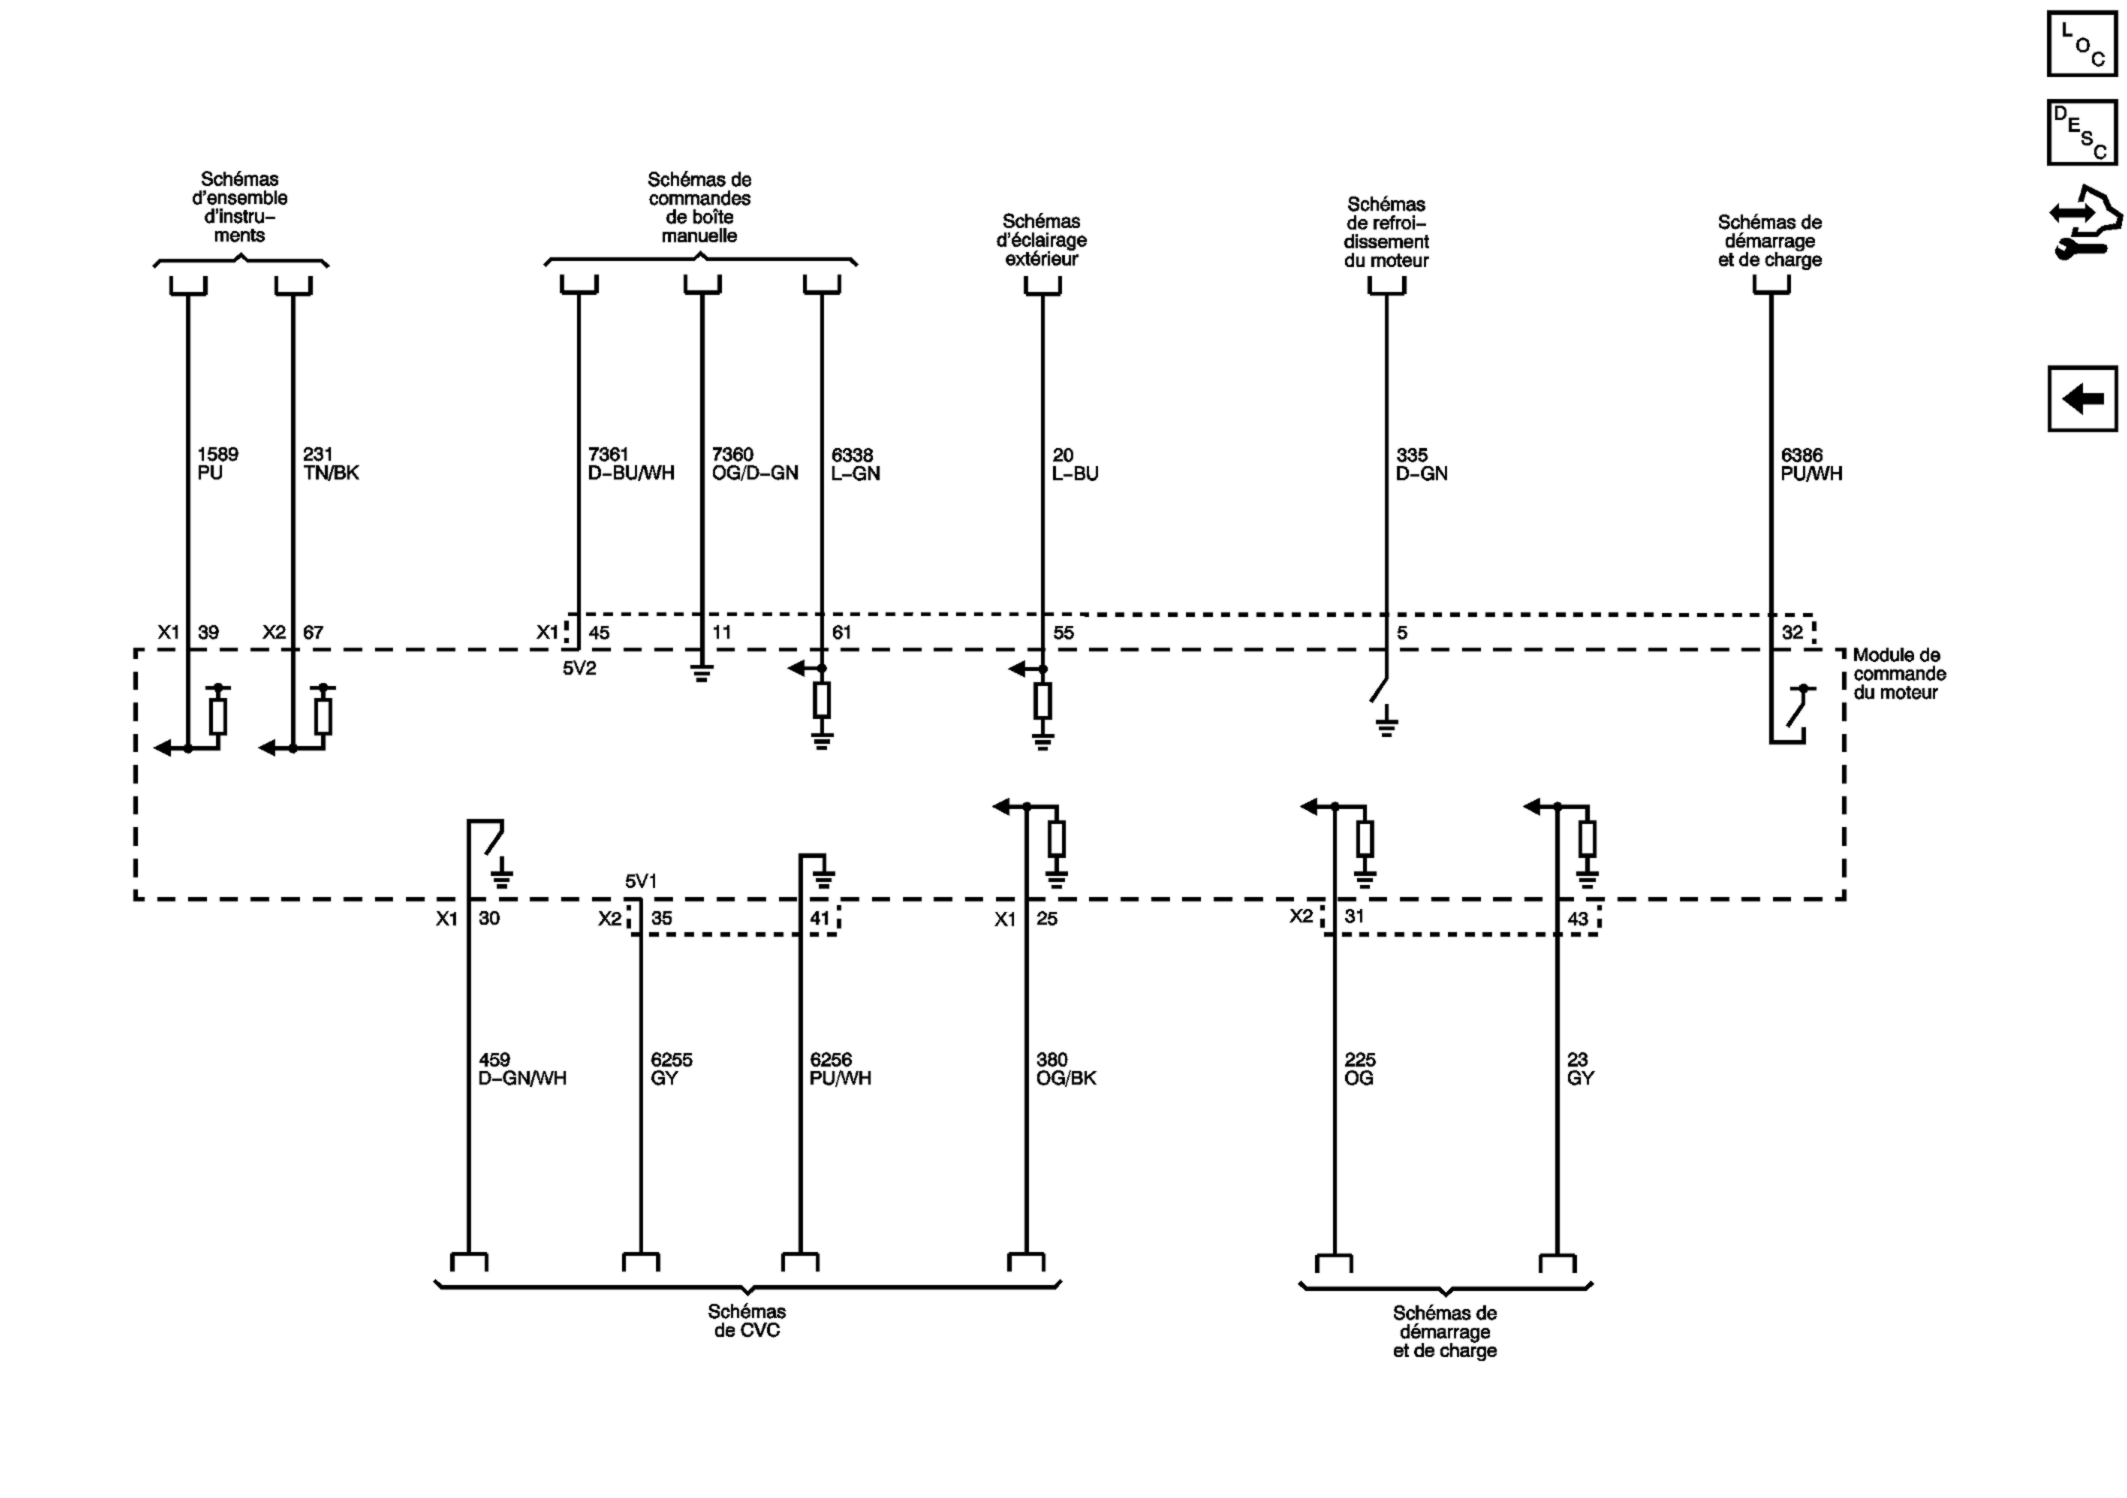 L
O
C
D
E
S
C
Schémas
d'ensemble
d'instru–
ments
Schémas de
commandes
de boîte
manuelle
Schémas
d'éclairage
extérieur
Schémas
de refroi–
dissement
du moteur
Schémas de
démarrage
et de charge
1589
PU
231
TN/BK
7361
D–BU/WH
7360
OG/D–GN
6338
L–GN
20
L–BU
335
D–GN
6386
PU/WH
X1 39
X2 67
X1 45
11
61
55
5
32
5V2
Module de
commande
du moteur
5V1
X1 30
X2 35
41
X1 25
X2 31
43
459
D–GN/WH
6255
GY
6256
PU/WH
380
OG/BK
225
OG
23
GY
Schémas
de CVC
Schémas de
démarrage
et de charge